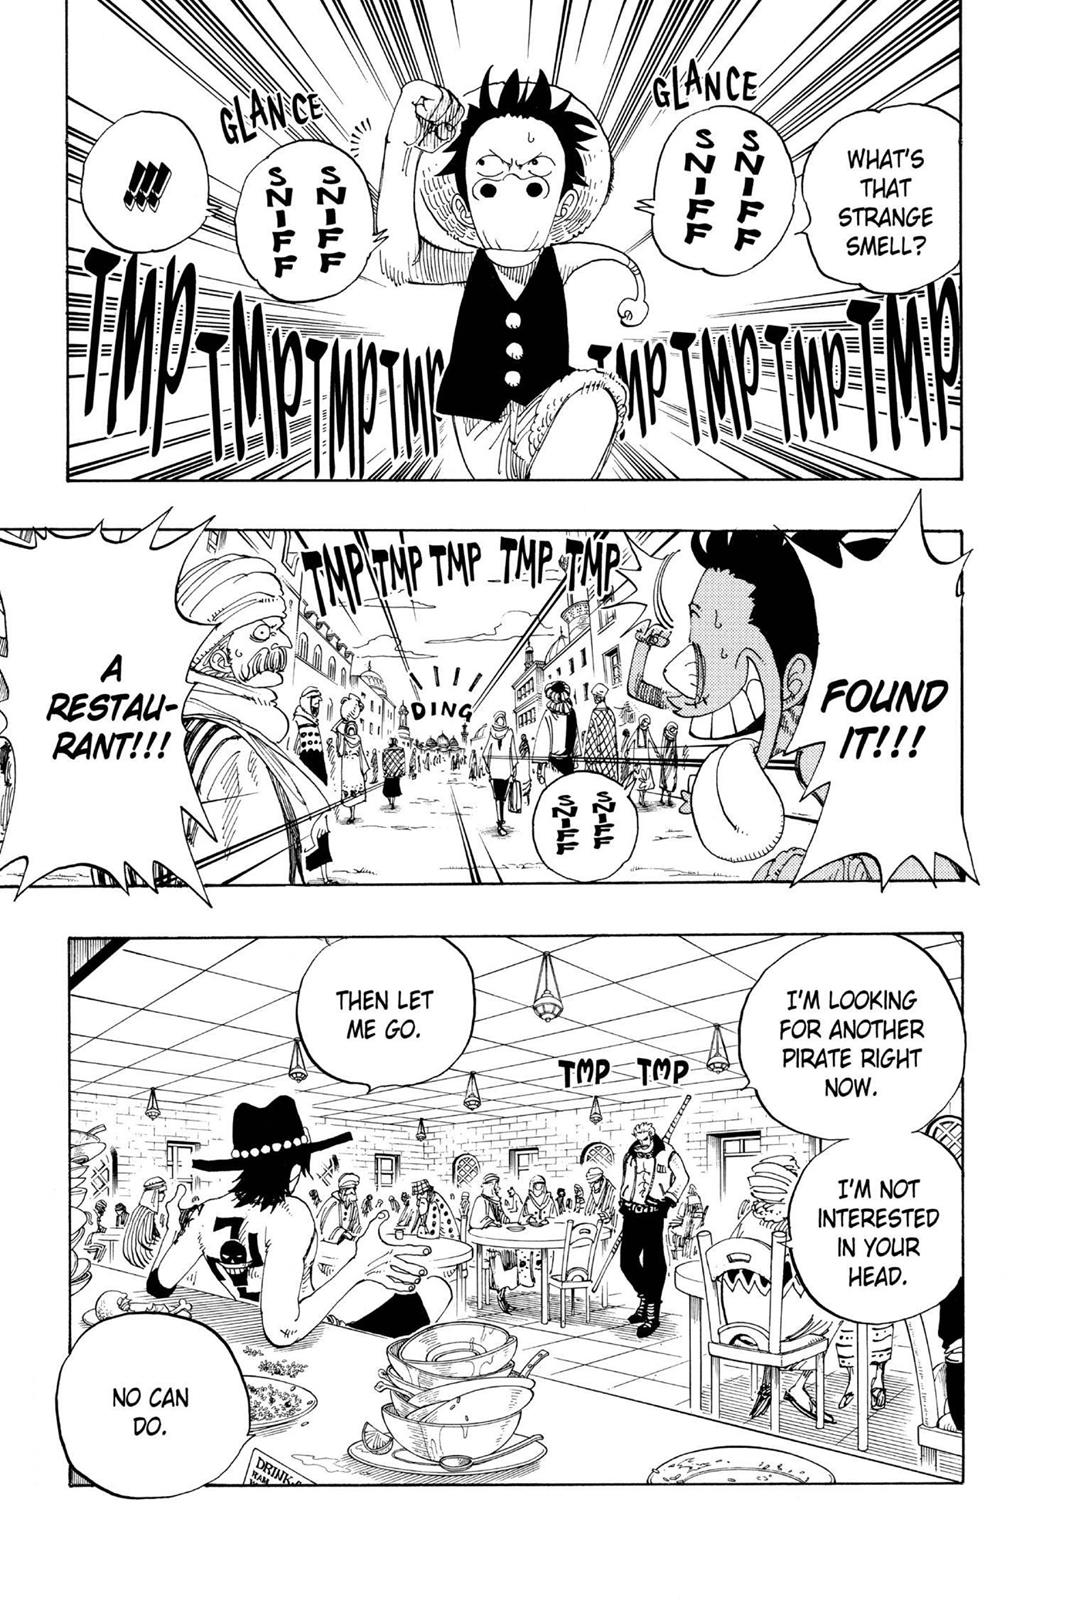 WHAT'S
THAT
STRANGE
SMELL?
GLANCE
SNIFF
SNIFF
GLANCE
SNIFF
SNIFF
!!!
TMP TMP TMP TMP
TMP TMP TMP TMP
FOUND
IT!!!
TMP TMP TMP TMP TMP
DING
SNIFF
SNIFF
A
RESTAU-
RANT!!!
I'M LOOKING
FOR ANOTHER
PIRATE RIGHT
NOW.
I'M NOT
INTERESTED
IN YOUR
HEAD.
TMP TMP
THEN LET
ME GO.
NO CAN
DO.
DRINK